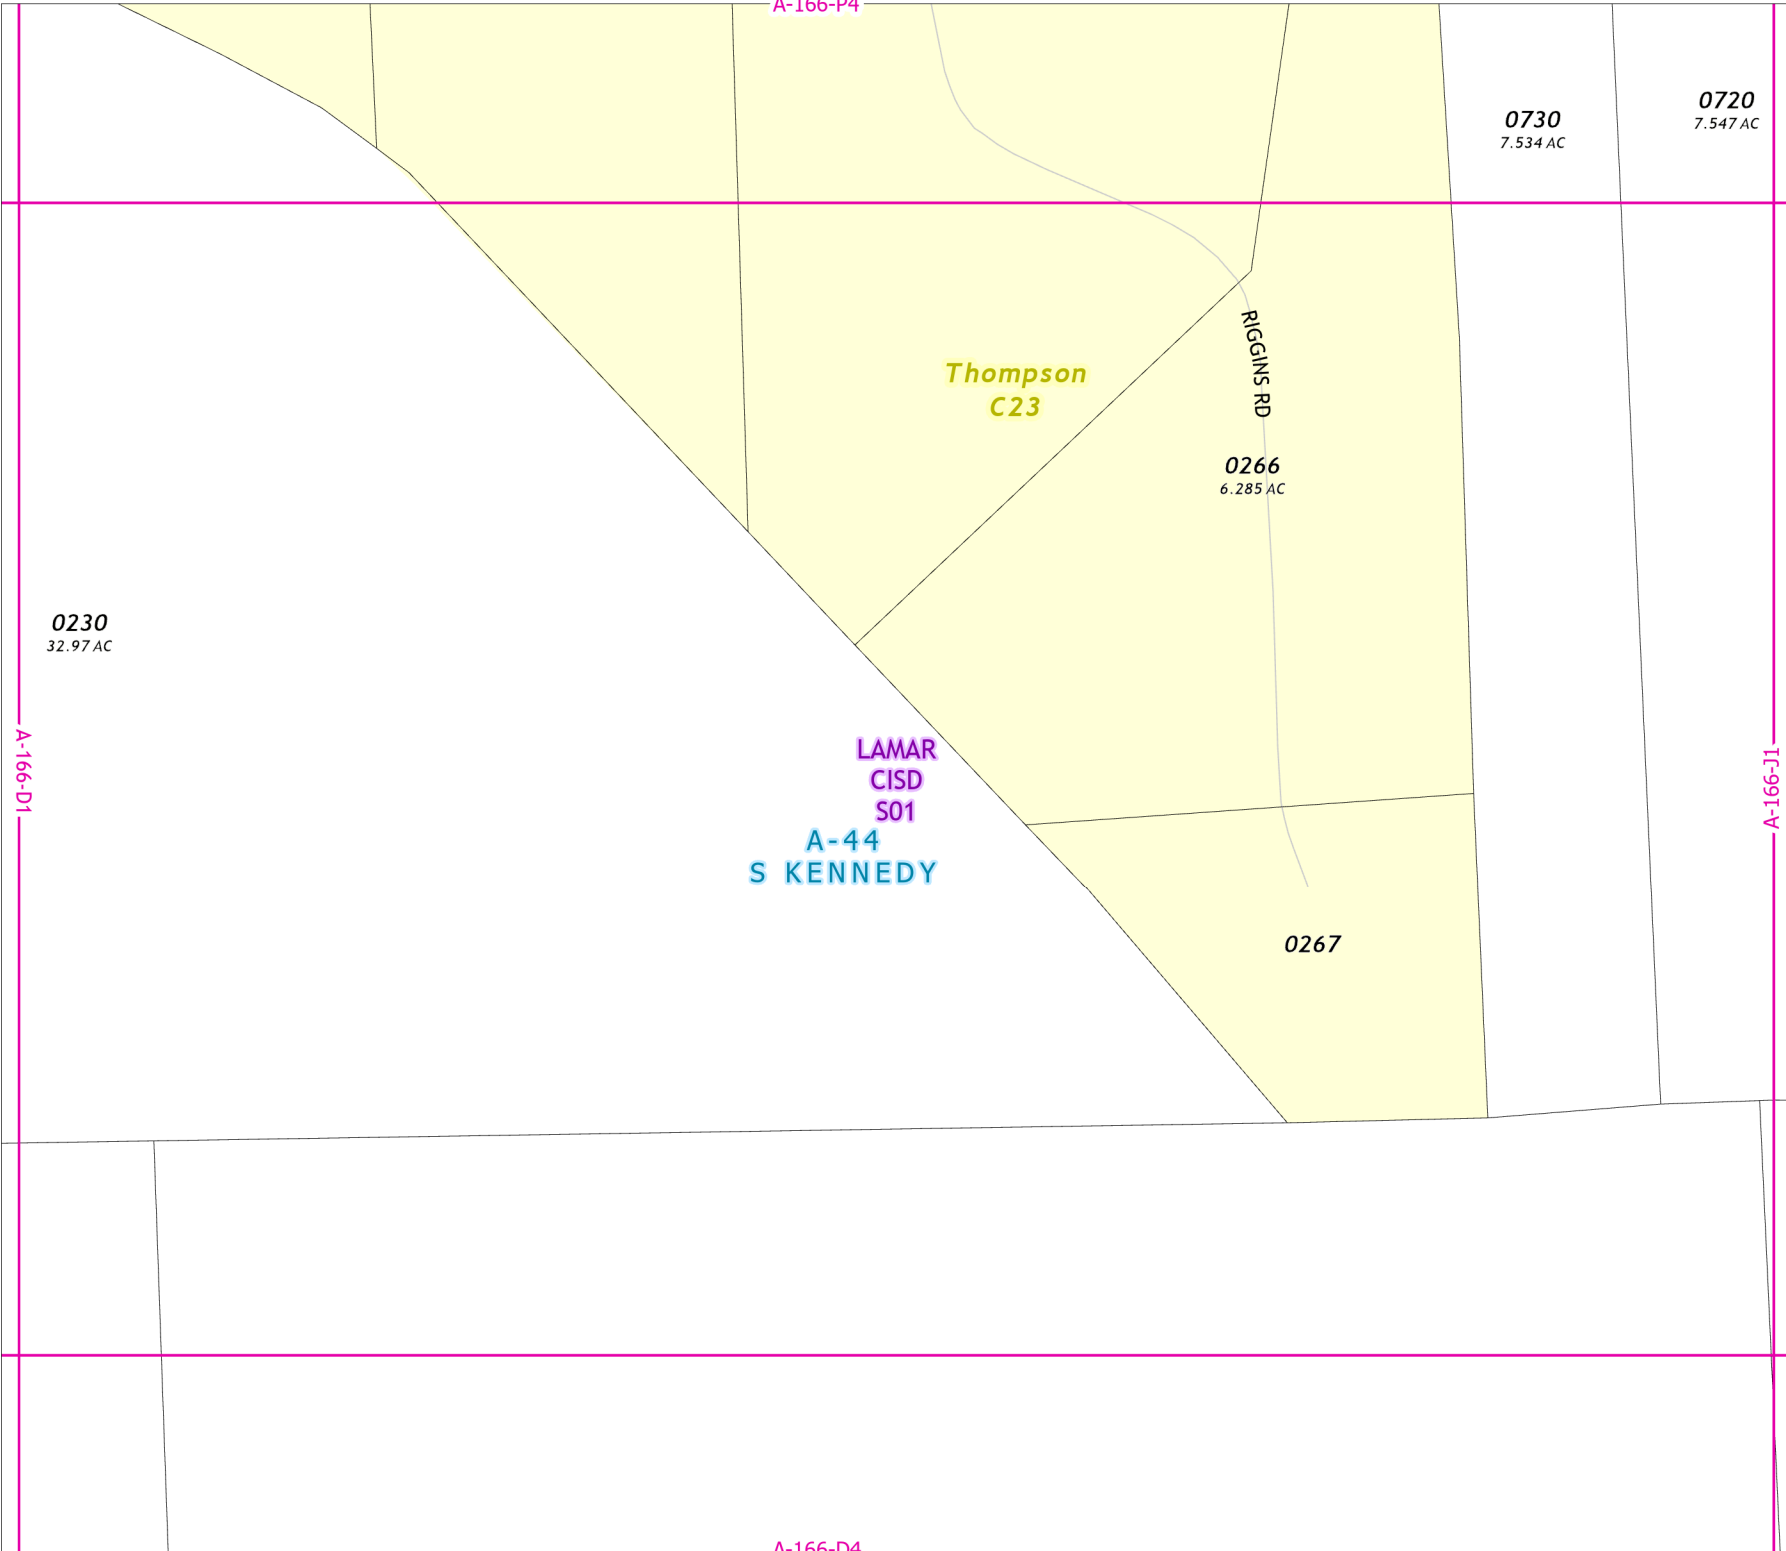 A-166-P4
0720
7.547 AC
0730
7.534 AC
RIGGINS RD
Thompson
C23
0266
6.285 AC
0230
32.97 AC
A-166-D1
A-166-J1
LAMAR
CISD
S01
A-44
S KENNEDY
0267
A-166-D4